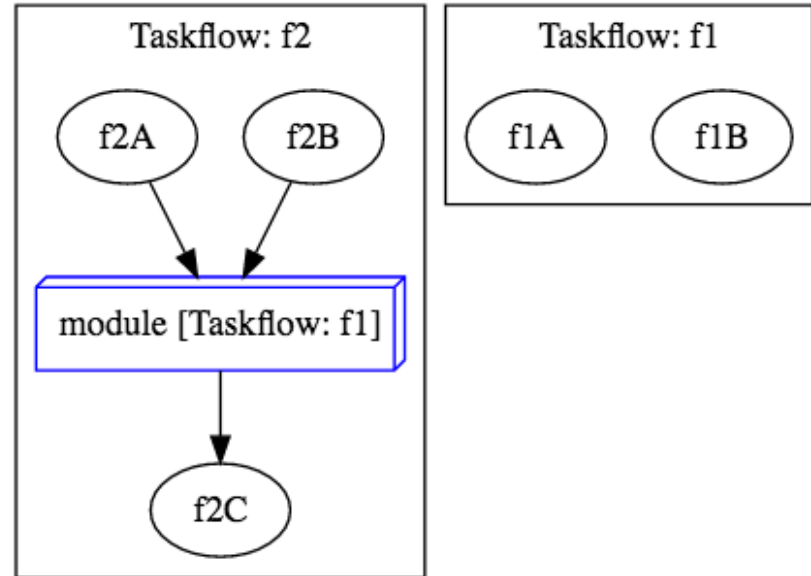 Taskflow: f2
f2A
f2B
module [Taskflow: f1]
f2C
Taskflow: f1
f1A
f1B